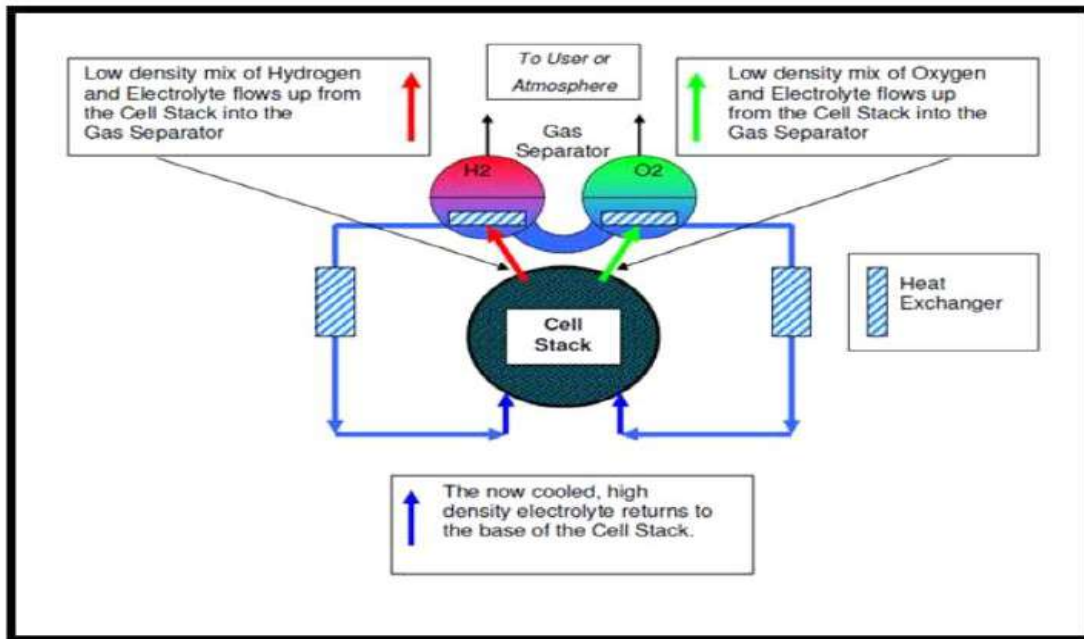 Low density mix of Hydrogen
and Electrolyte flows up from
the Cell Stack into the
Gas Separator
To User or
Atmosphere
Low density mix of Oxygen
and Electrolyte flows up
from the Cell Stack into the
Gas Separator
Gas
Separator
H2
O2
Heat
Exchanger
Cell
Stack
The now cooled, high
density electrolyte returns to
the base of the Cell Stack.